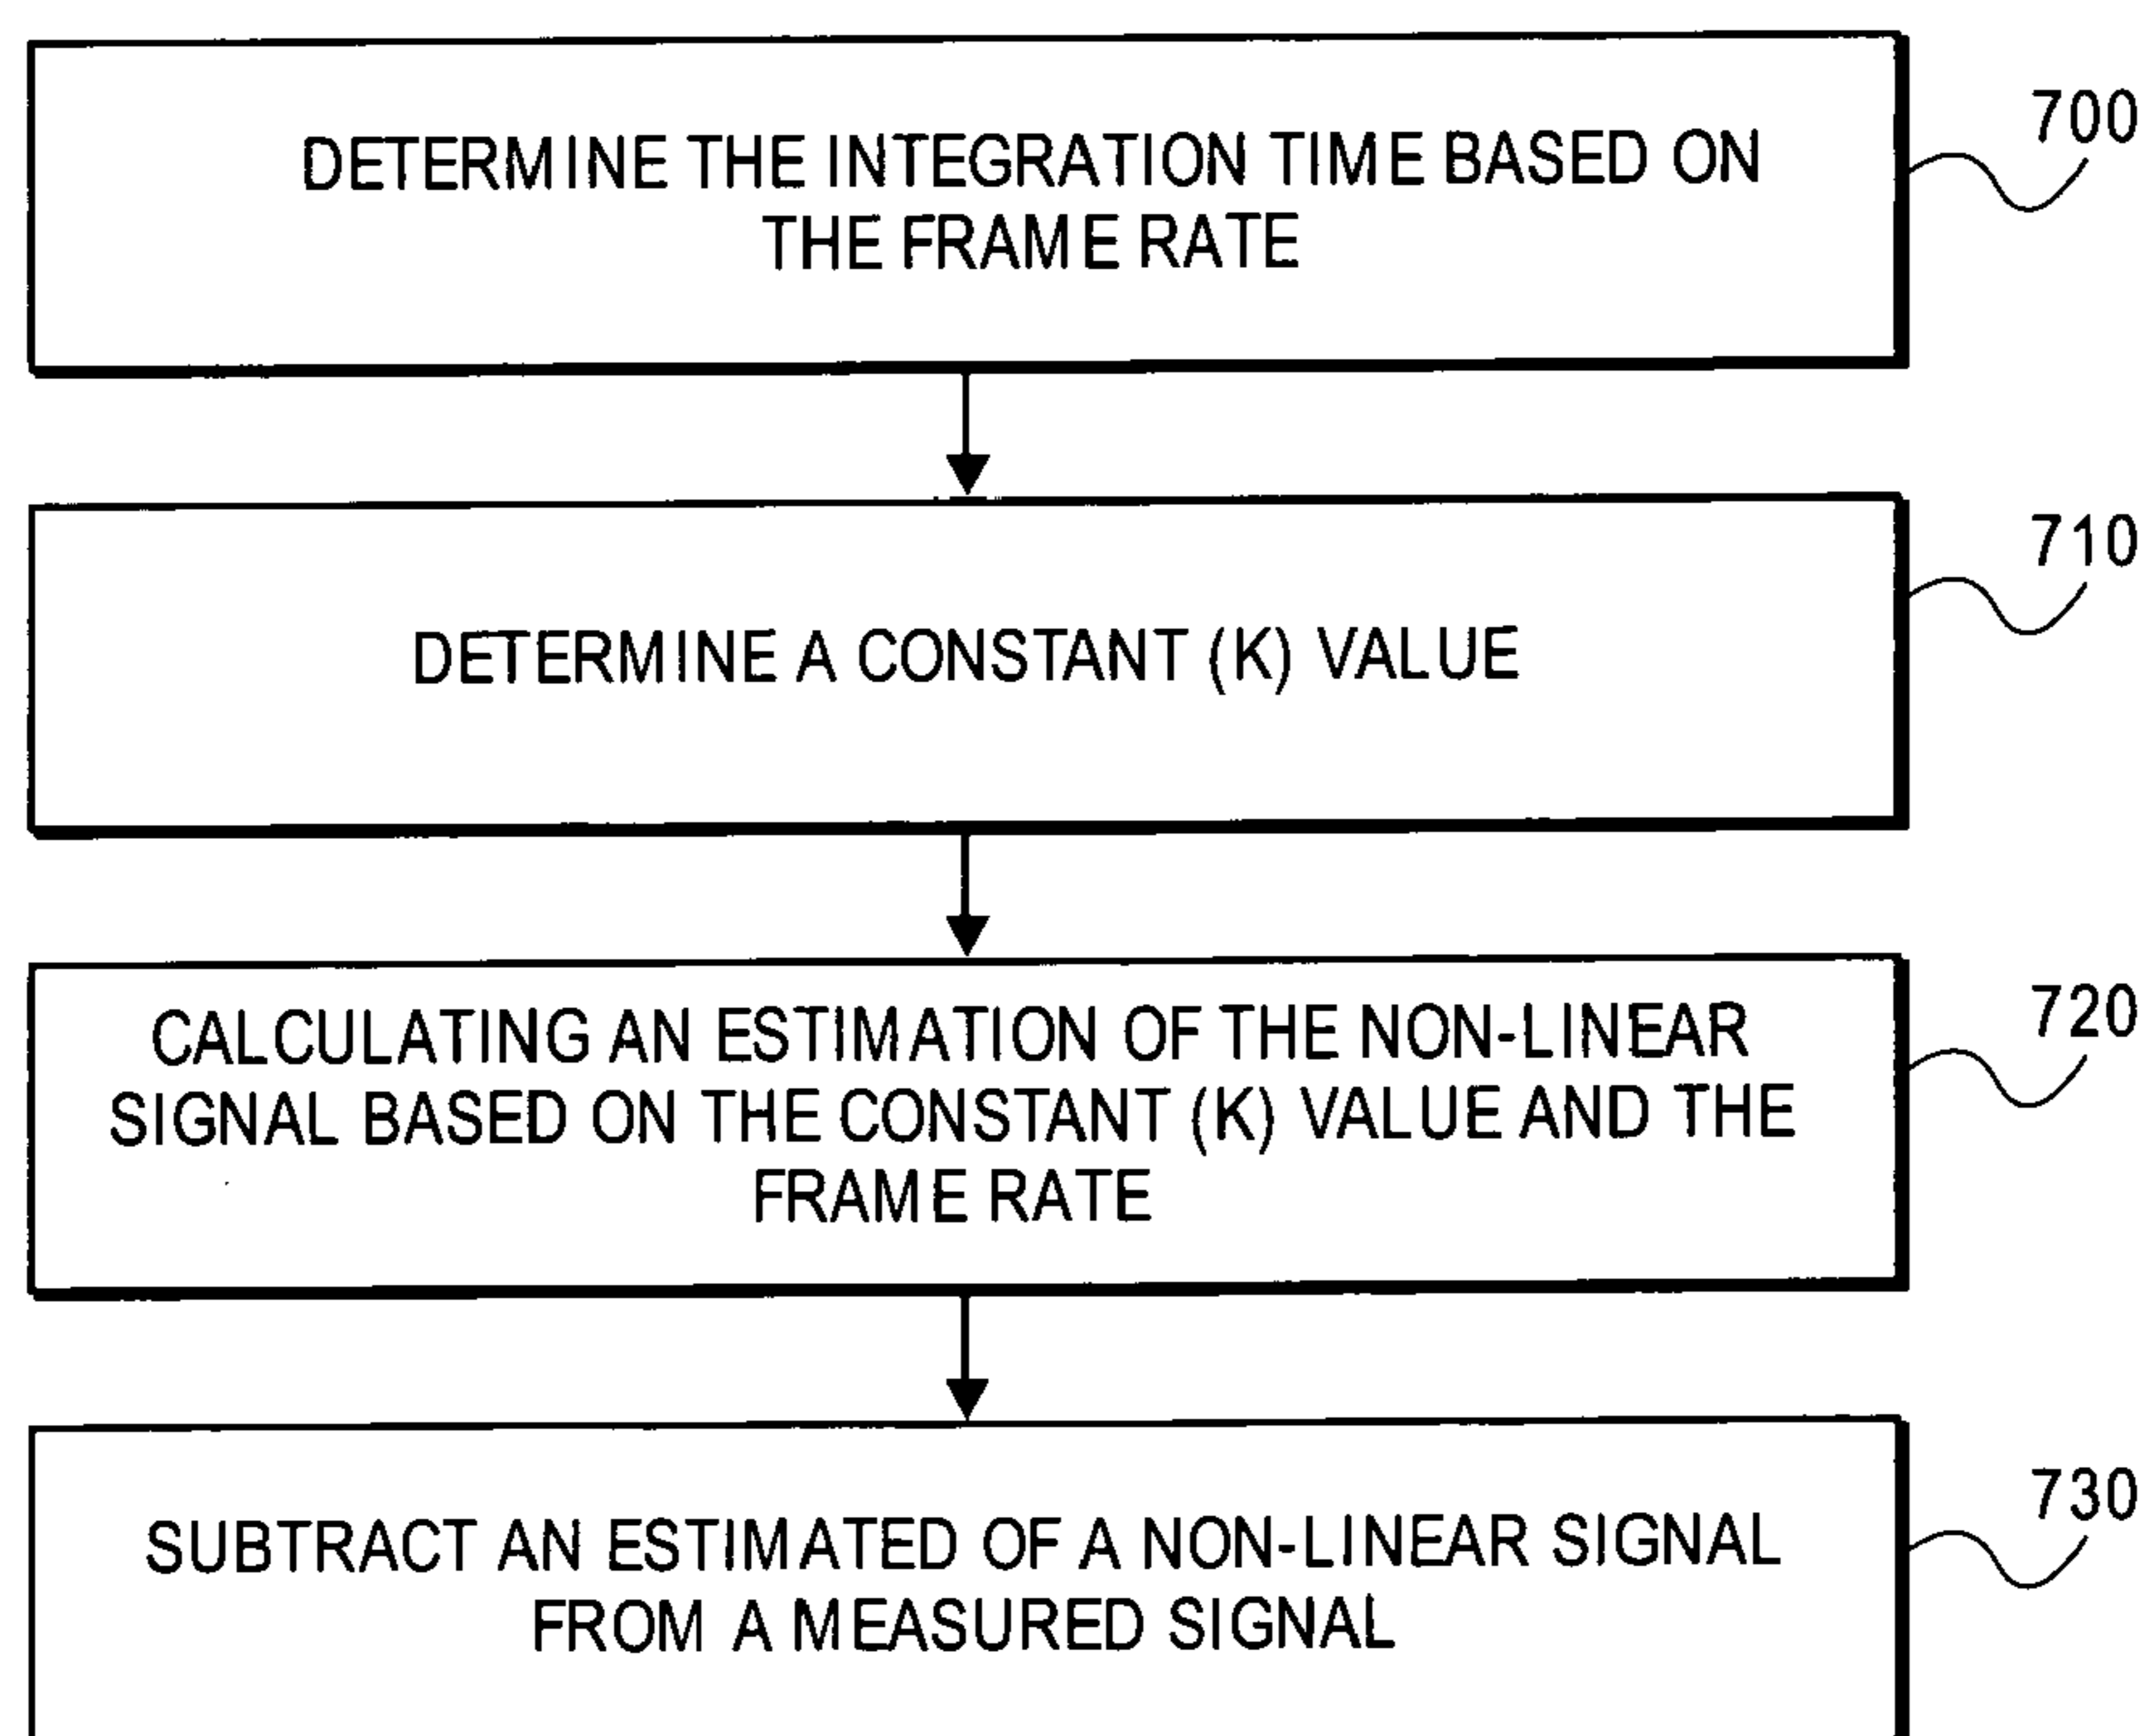 DETERMINE THE INTEGRATION TIME BASED ON
THE FRAME RATE
700
DETERMINE A CONSTANT (K) VALUE
710
CALCULATING AN ESTIMATION OF THE NON-LINEAR
SIGNAL BASED ON THE CONSTANT (K) VALUE AND THE
FRAME RATE
720
SUBTRACT AN ESTIMATED OF A NON-LINEAR SIGNAL
FROM A MEASURED SIGNAL
730